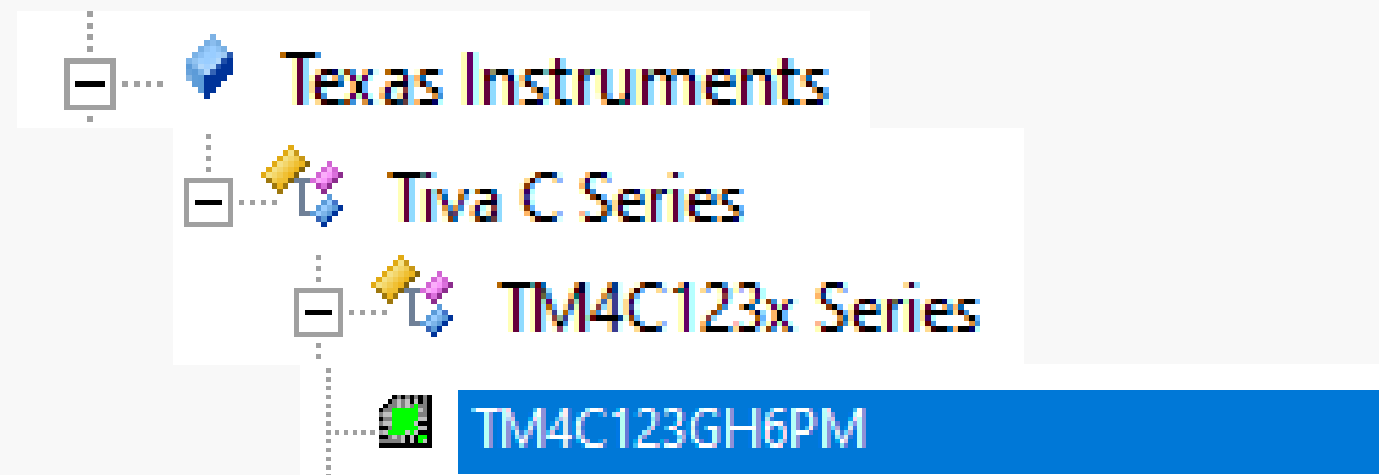 Texas Instruments
Tiva C Series
TM4C123x Series
TM4C123GH6PM